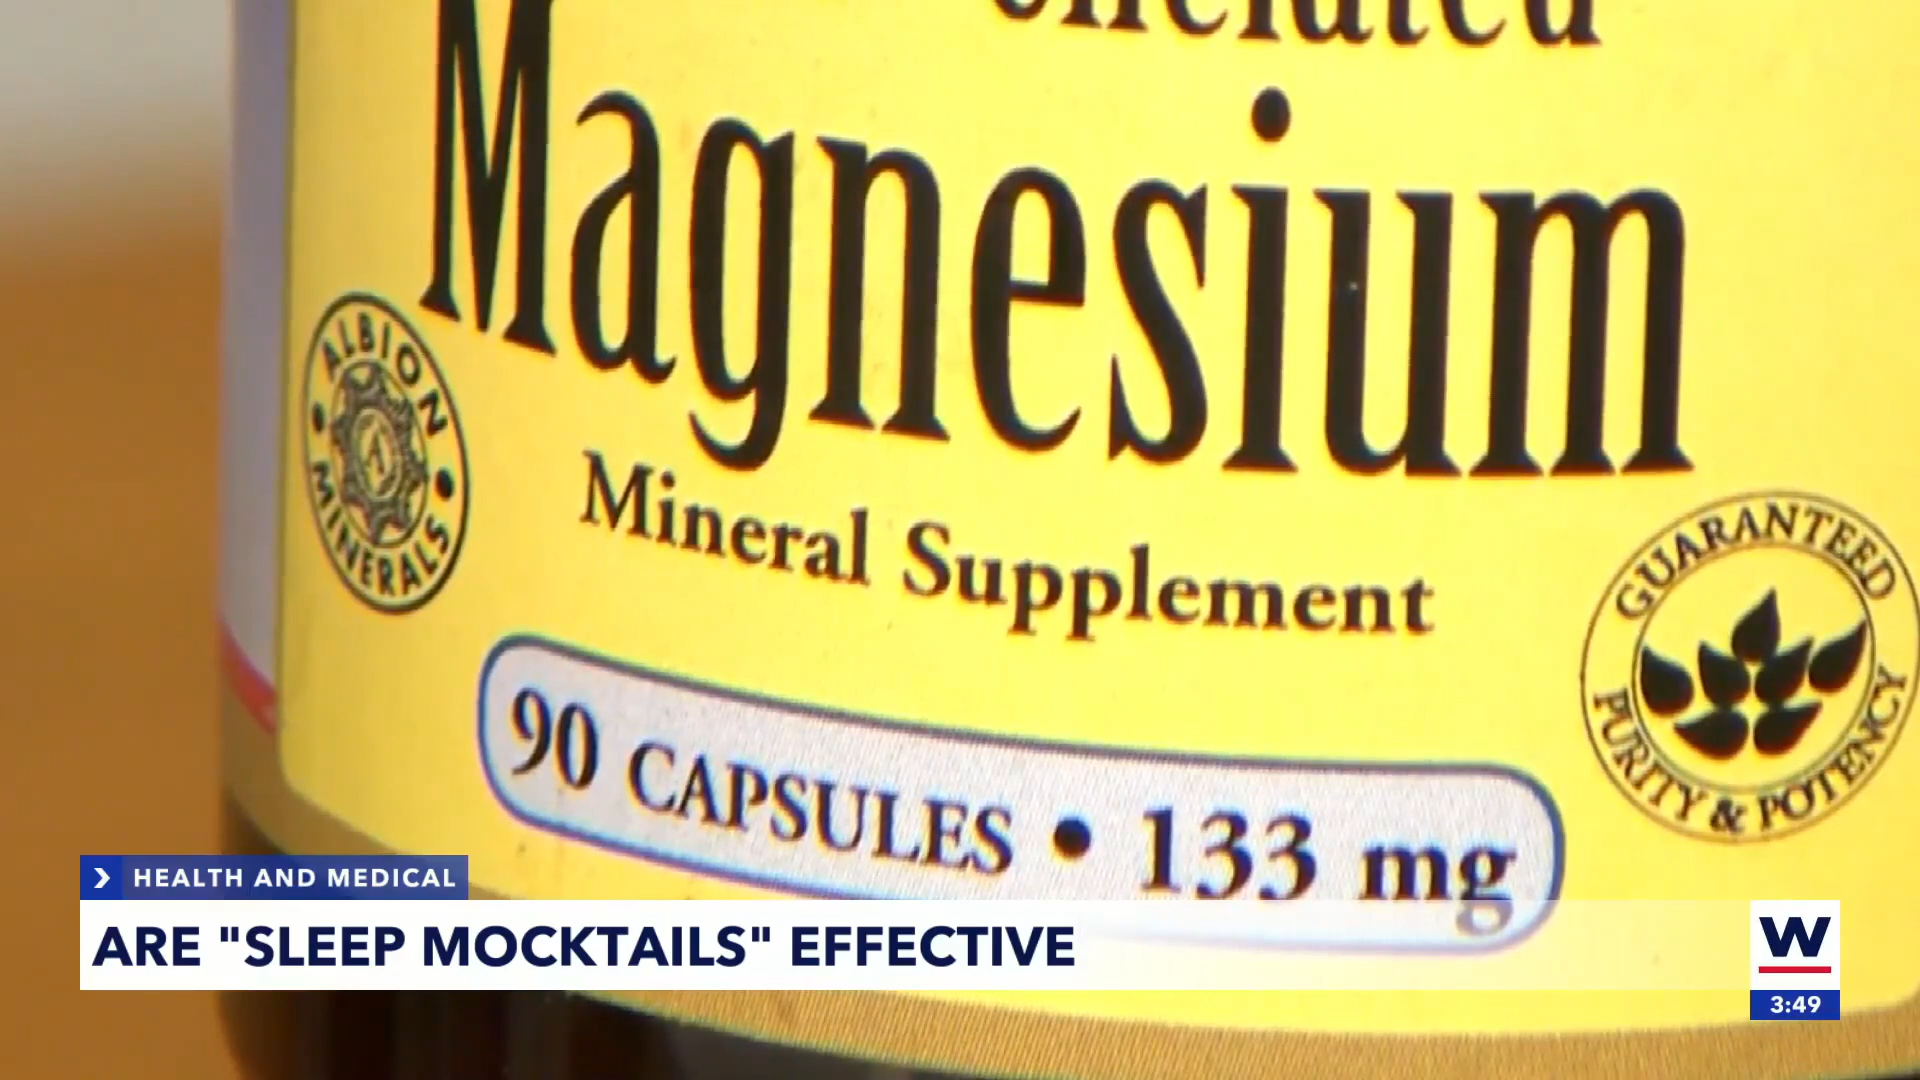 Magnesium
ALBION
MINERALS
Mineral Supplement
GUARANTEED
PURITY & POTENCY
90 CAPSULES • 133 mg
HEALTH AND MEDICAL
ARE "SLEEP MOCKTAILS" EFFECTIVE
W
3:49